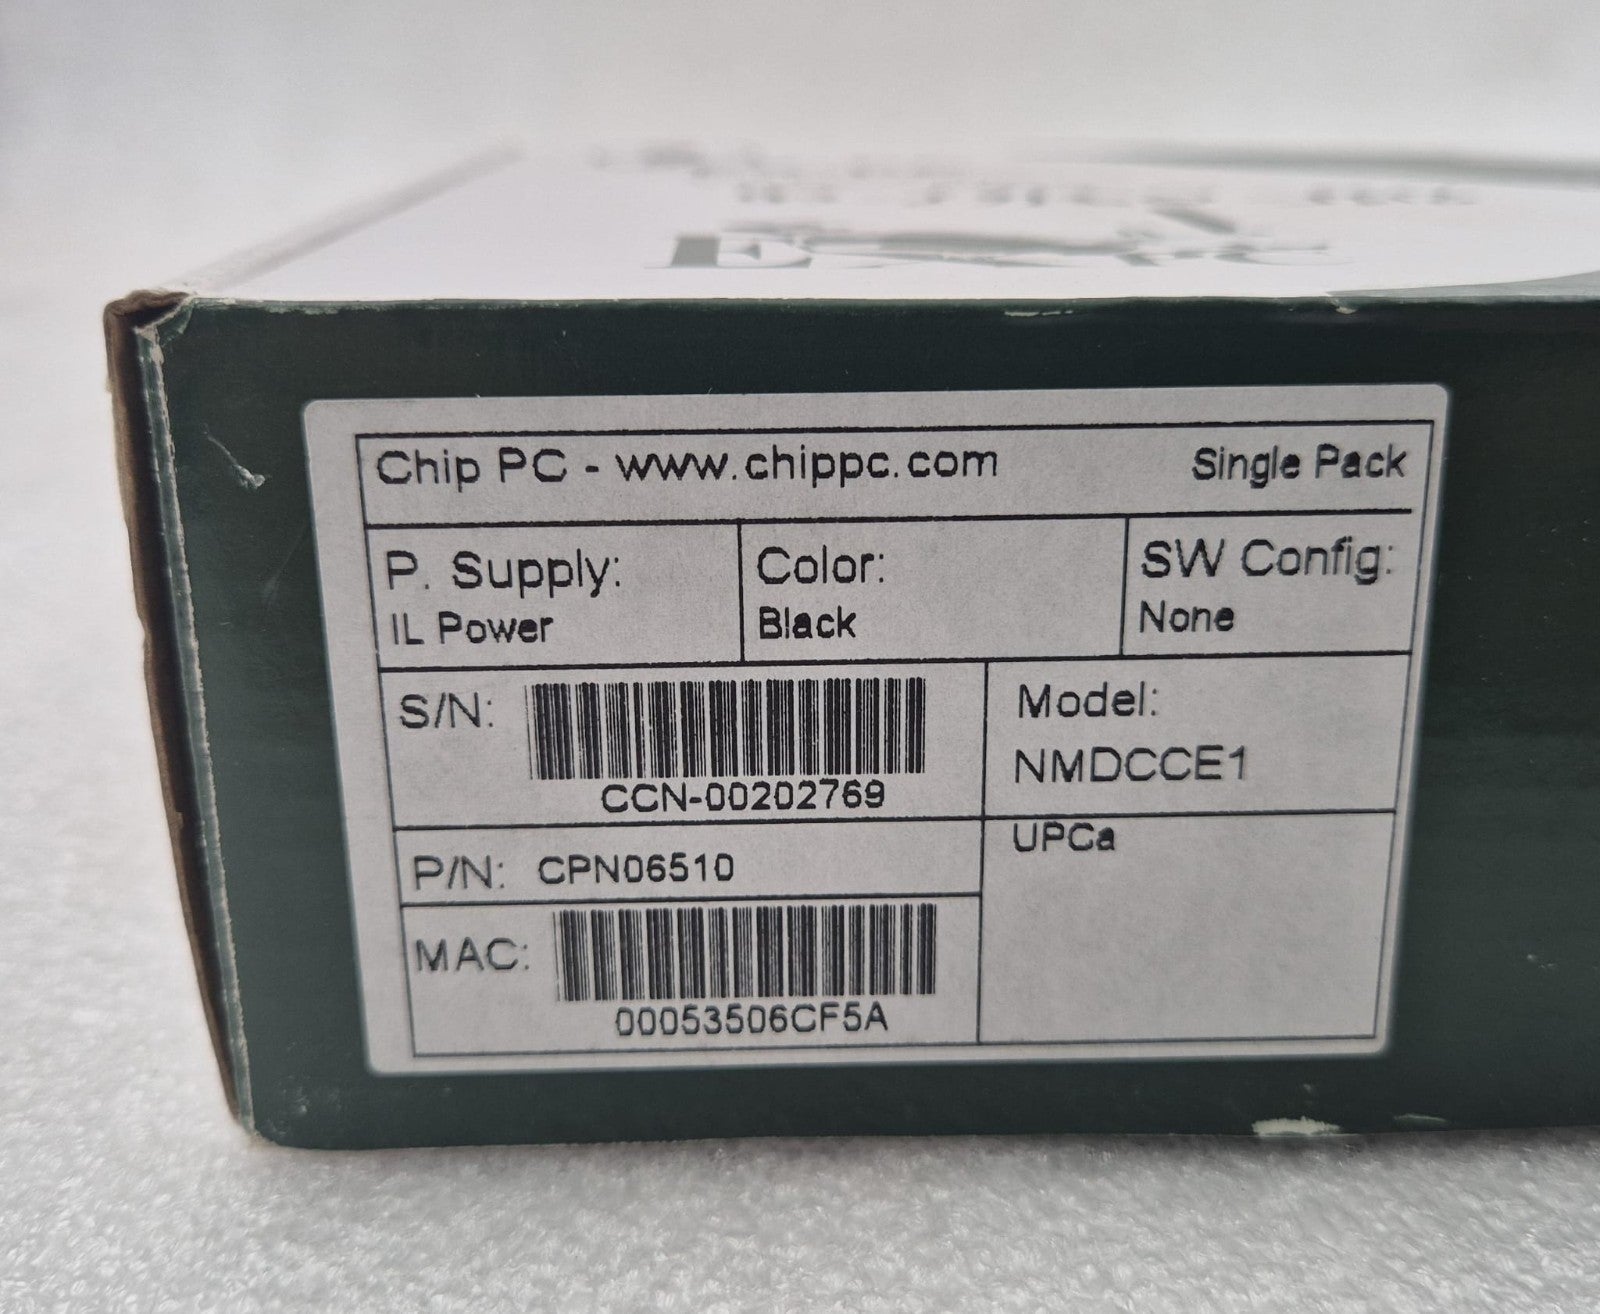 Chip PC - www.chippc.com Single Pack
P. Supply: Color: SW Config:
IL Power Black None
S/N: Model:
NMDCCE1
CCN-00202769
UPCa
P/N: CPN06510
MAC:
00053506CF5A